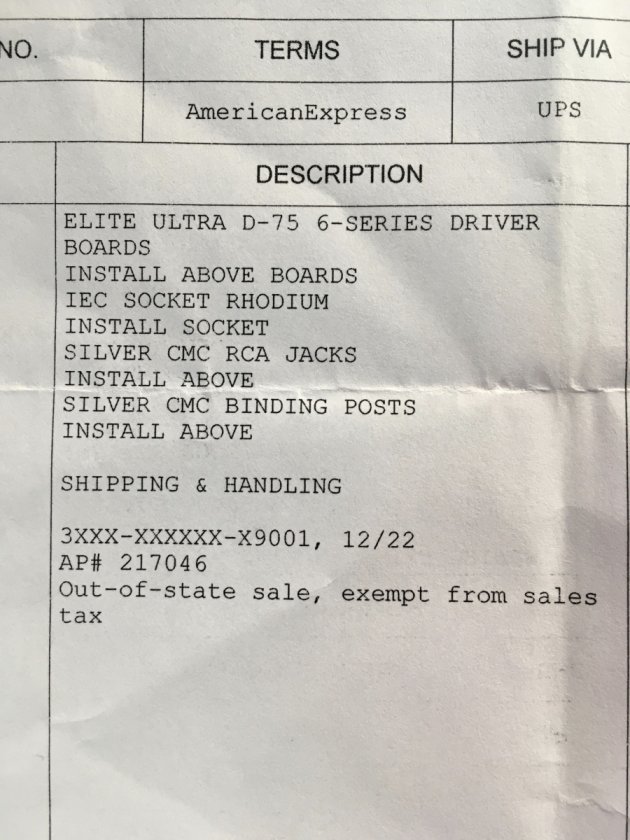 NO. TERMS SHIP VIA
AmericanExpress UPS
DESCRIPTION
ELITE ULTRA D-75 6-SERIES DRIVER
BOARDS
INSTALL ABOVE BOARDS
IEC SOCKET RHODIUM
INSTALL SOCKET
SILVER CMC RCA JACKS
INSTALL ABOVE
SILVER CMC BINDING POSTS
INSTALL ABOVE
SHIPPING & HANDLING
3XXX-XXXXXX-X9001, 12/22
AP# 217046
Out-of-state sale, exempt from sales
tax